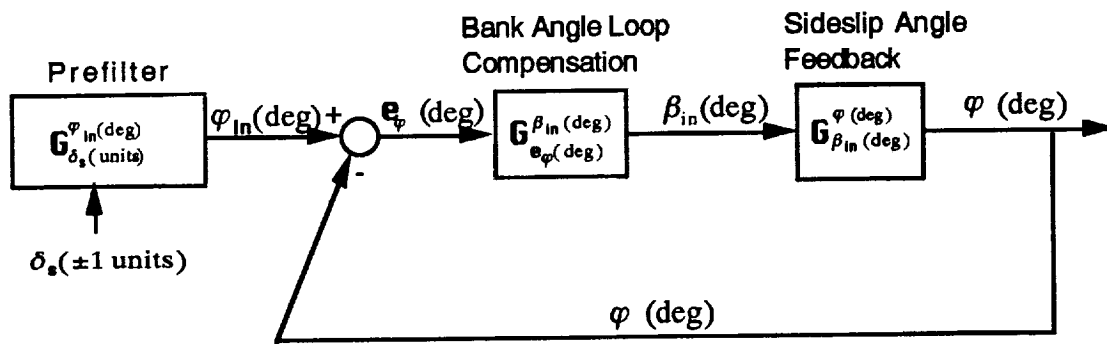 Bank Angle Loop
Compensation
Sideslip Angle
Feedback
Prefilter
G φ_in(deg) δ_s(units)
φ_in(deg) +
e_φ (deg)
G β_in(deg) e_φ(deg)
β_in(deg)
G φ(deg) β_in(deg)
φ (deg)
-
δ_s(±1 units)
φ (deg)